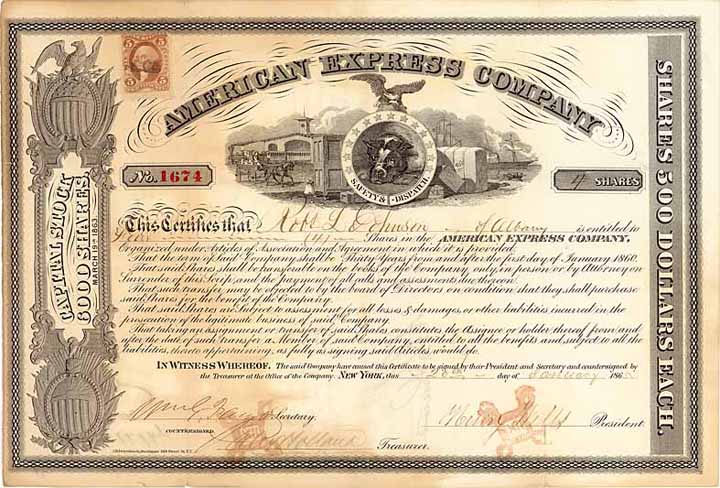 AMERICAN EXPRESS COMPANY
No. 1674
SAFETY & DISPATCH.
4 SHARES
CAPITAL STOCK
6000 SHARES
MARCH 19th 1863
SHARES 500 DOLLARS EACH.
This Certifies that Robt L Johnson of Albany is entitled to
Four (4) Shares in the AMERICAN EXPRESS COMPANY,
formed under Articles of Association and Agreement in which it is provided
That the term of Said Company shall be Thirty Years from and after the first day of January 1860.
That said Shares shall be transferable on the books of the Company only, in person or by Attorney on
Surrender of this Scrip, and the payment of all calls and assessments due thereon.
That such transfer may be objected to by the board of Directors on condition that they shall purchase
said Shares for the benefit of the Company.
That said Shares are Subject to assessment for all losses & damages, or other liabilities incurred in the
prosecution of the legitimate business of said Company.
That taking an assignment or transfer of said Shares constitutes the Assignee or holder thereof from and
after the date of such transfer a Member of said Company, entitled to all the benefits and subject to all the
liabilities, thereto appertaining, as fully as signing said Articles would do.
IN WITNESS WHEREOF. The said Company have caused this Certificate to be signed by their President and Secretary and countersigned by
the Treasurer at the Office of the Company NEW YORK, this day of January 186
Secretary. Henry Wells President.
COUNTERSIGNED. Holland Treasurer.